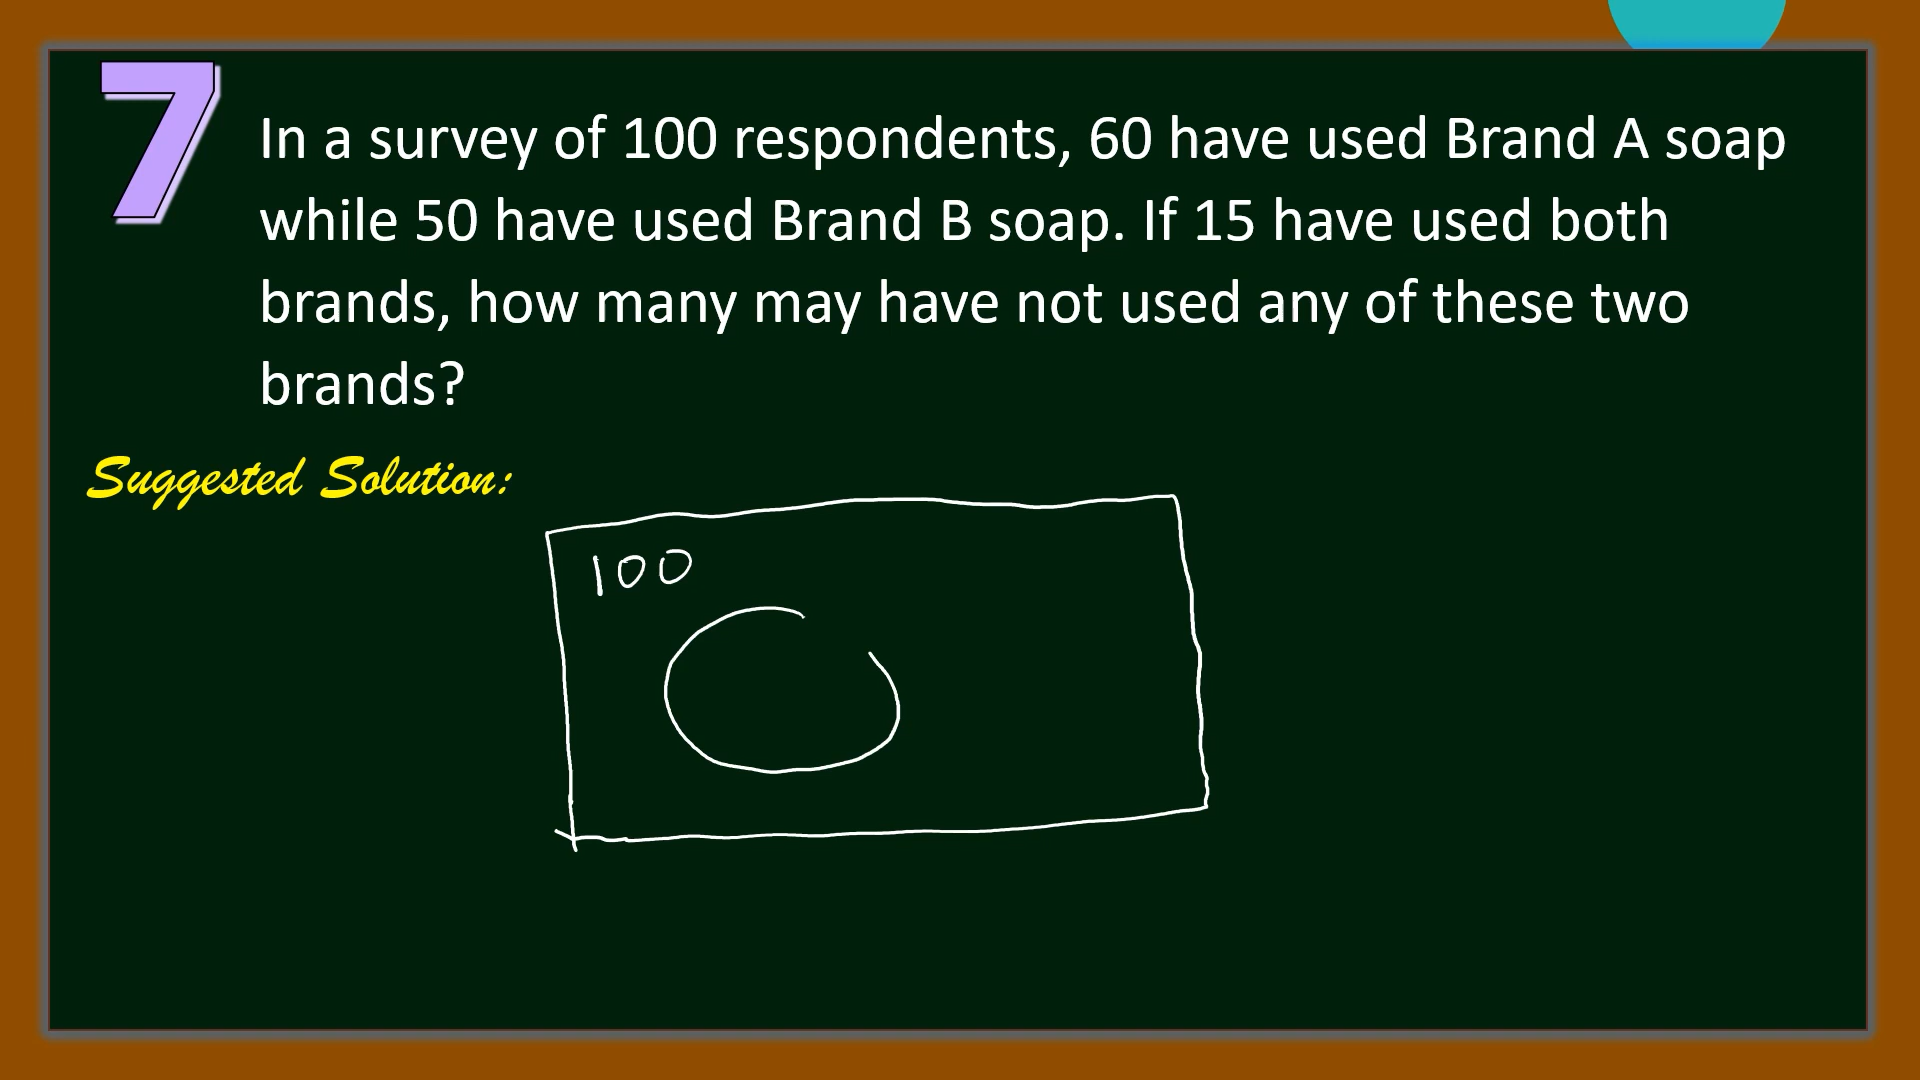 7
In a survey of 100 respondents, 60 have used Brand A soap
while 50 have used Brand B soap. If 15 have used both
brands, how many may have not used any of these two
brands?
Suggested Solution:
100